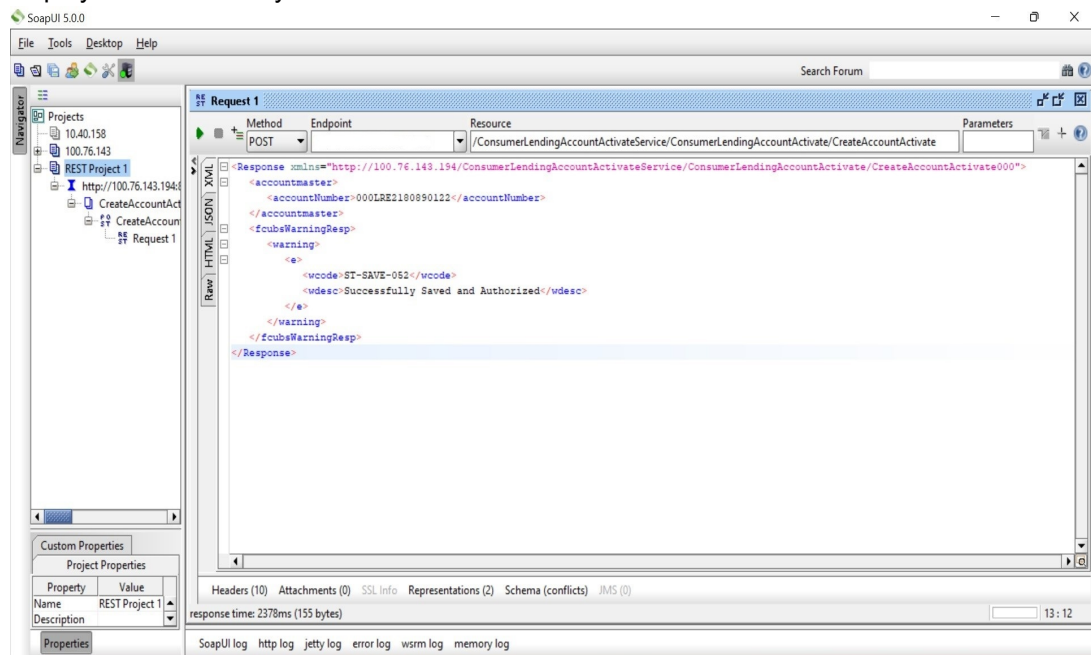 SoapUI 5.0.0
File Tools Desktop Help
Search Forum
Navigator
Projects
10.40.158
100.76.143
REST Project 1
http://100.76.143.194:8
CreateAccountAct
CreateAccoun
REST Request 1
REST Request 1
Method Endpoint Resource Parameters
POST /ConsumerLendingAccountActivateService/ConsumerLendingAccountActivate/CreateAccountActivate
XML
JSON
HTML
Raw
<Response xmlns="http://100.76.143.194/ConsumerLendingAccountActivateService/ConsumerLendingAccountActivate/CreateAccountActivate000">
<accountmaster>
<accountNumber>000LRE2180890122</accountNumber>
</accountmaster>
<fcubsWarningResp>
<warning>
<e>
<wcode>ST-SAVE-052</wcode>
<wdesc>Successfully Saved and Authorized</wdesc>
</e>
</warning>
</fcubsWarningResp>
</Response>
Custom Properties
Project Properties
Property Value
Name REST Project 1
Description
Properties
Headers (10) Attachments (0) SSL Info Representations (2) Schema (conflicts) JMS (0)
response time: 2378ms (155 bytes)
13 : 12
SoapUI log http log jetty log error log wsrm log memory log